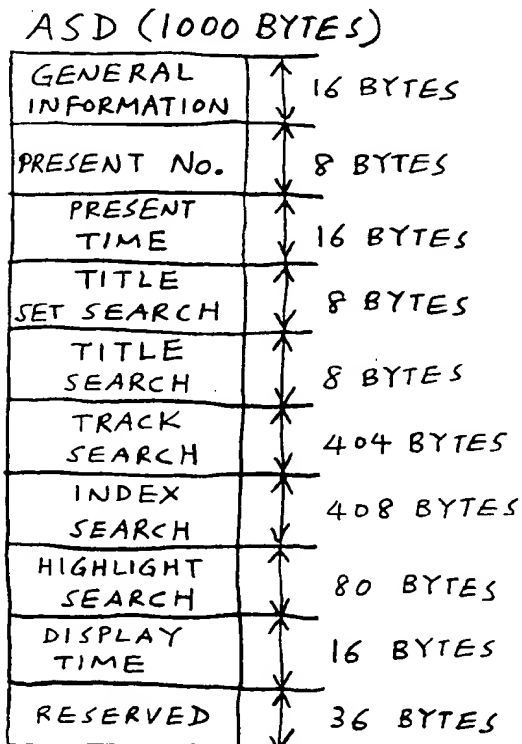 ASD (1000 BYTES)
GENERAL
INFORMATION
16 BYTES
PRESENT No.
8 BYTES
PRESENT
TIME
16 BYTES
TITLE
SET SEARCH
8 BYTES
TITLE
SEARCH
8 BYTES
TRACK
SEARCH
404 BYTES
INDEX
SEARCH
408 BYTES
HIGHLIGHT
SEARCH
80 BYTES
DISPLAY
TIME
16 BYTES
RESERVED
36 BYTES